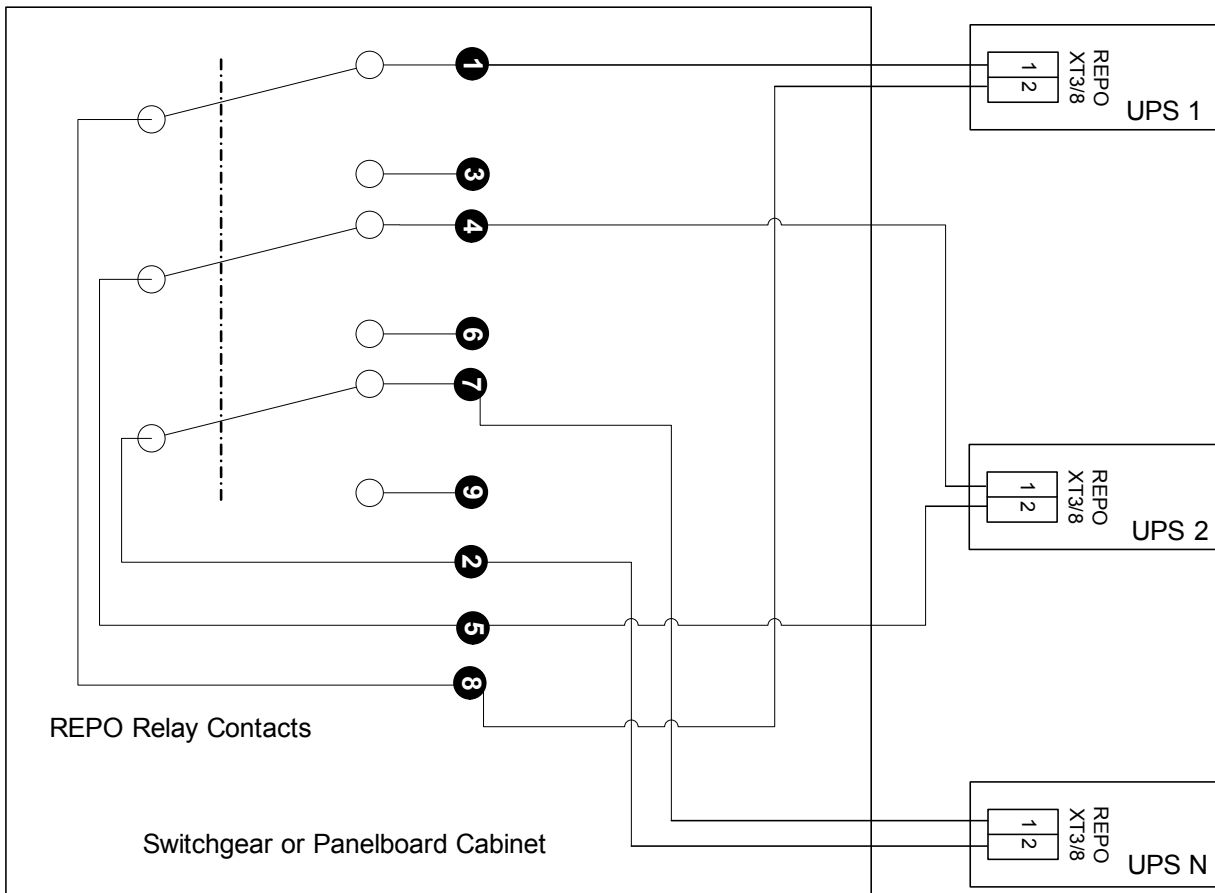 1
3
4
6
7
9
2
5
8
REPO Relay Contacts
Switchgear or Panelboard Cabinet
1
2
REPO
XT3/8
UPS 1
1
2
REPO
XT3/8
UPS 2
1
2
REPO
XT3/8
UPS N